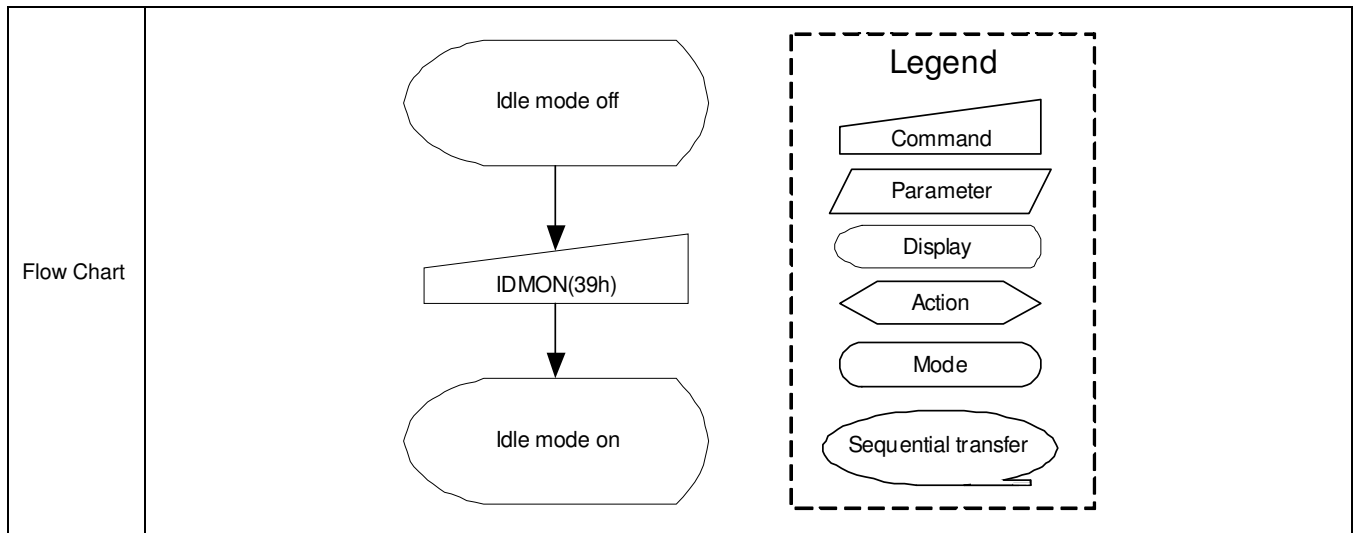 Flow Chart
Idle mode off
IDMON(39h)
Idle mode on
Legend
Command
Parameter
Display
Action
Mode
Sequential transfer